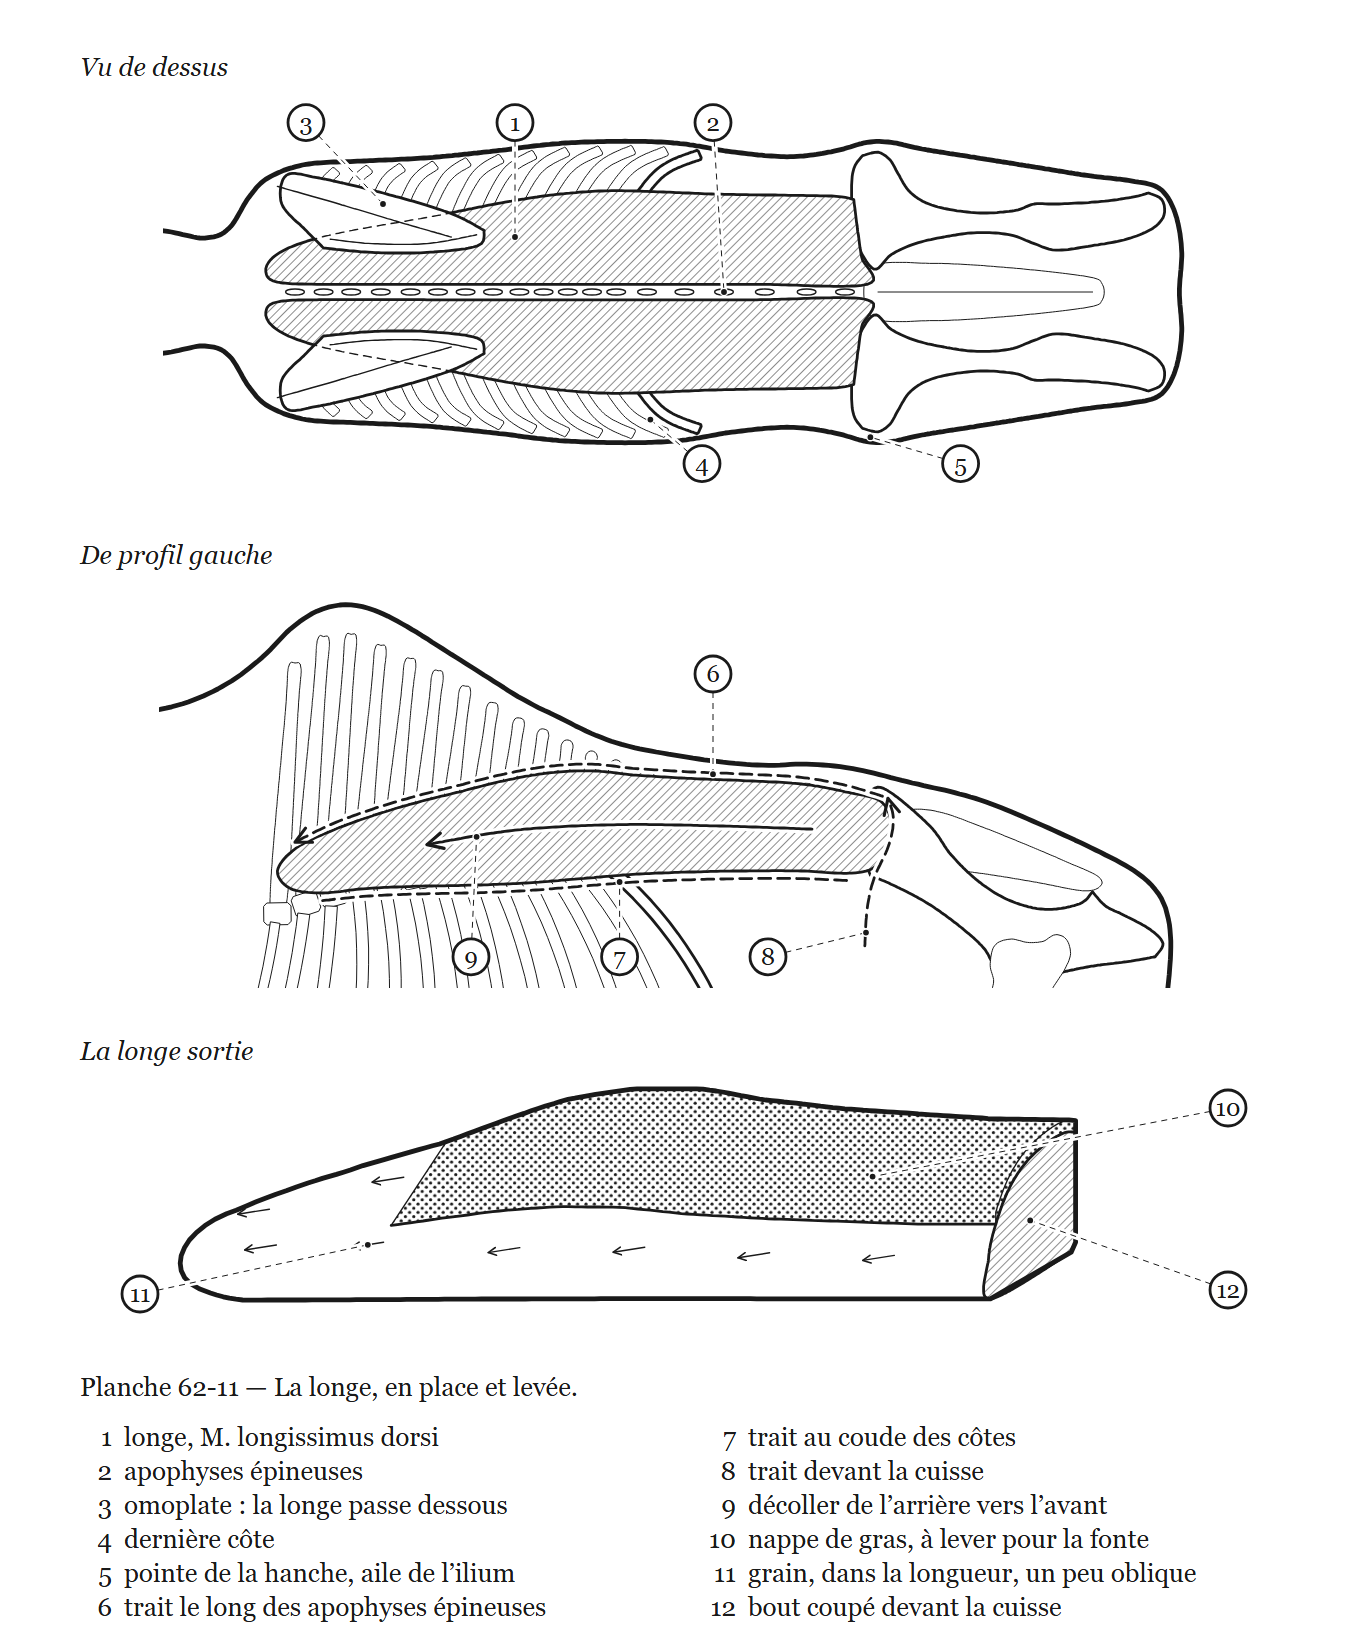 Vu de dessus
3 1 2
4 5
De profil gauche
6
9 7 8
La longe sortie
10
11 12
Planche 62-11 — La longe, en place et levée.
1 longe, M. longissimus dorsi
2 apophyses épineuses
3 omoplate : la longe passe dessous
4 dernière côte
5 pointe de la hanche, aile de l’ilium
6 trait le long des apophyses épineuses
7 trait au coude des côtes
8 trait devant la cuisse
9 décoller de l’arrière vers l’avant
10 nappe de gras, à lever pour la fonte
11 grain, dans la longueur, un peu oblique
12 bout coupé devant la cuisse